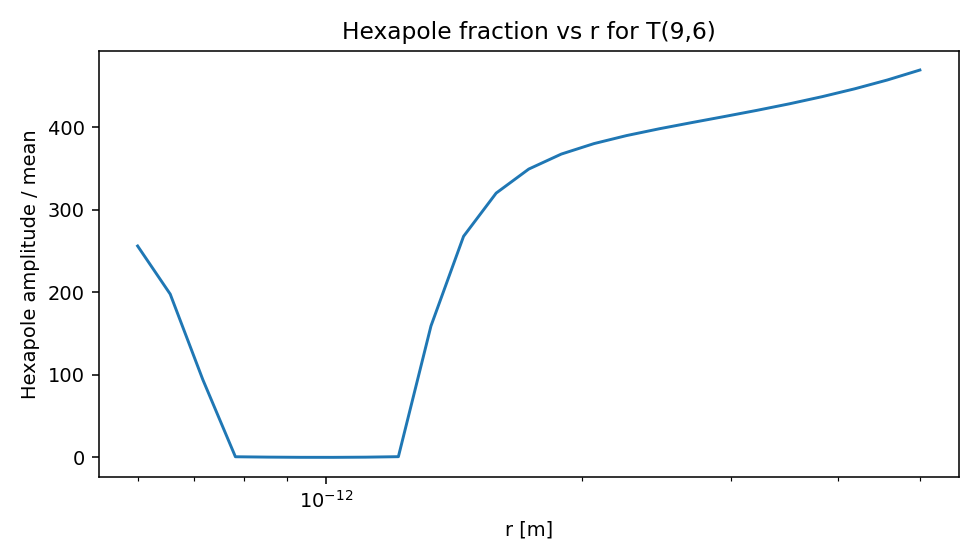 Hexapole fraction vs r for T(9,6)
Hexapole amplitude / mean
400
300
200
100
0
10⁻¹²
r [m]